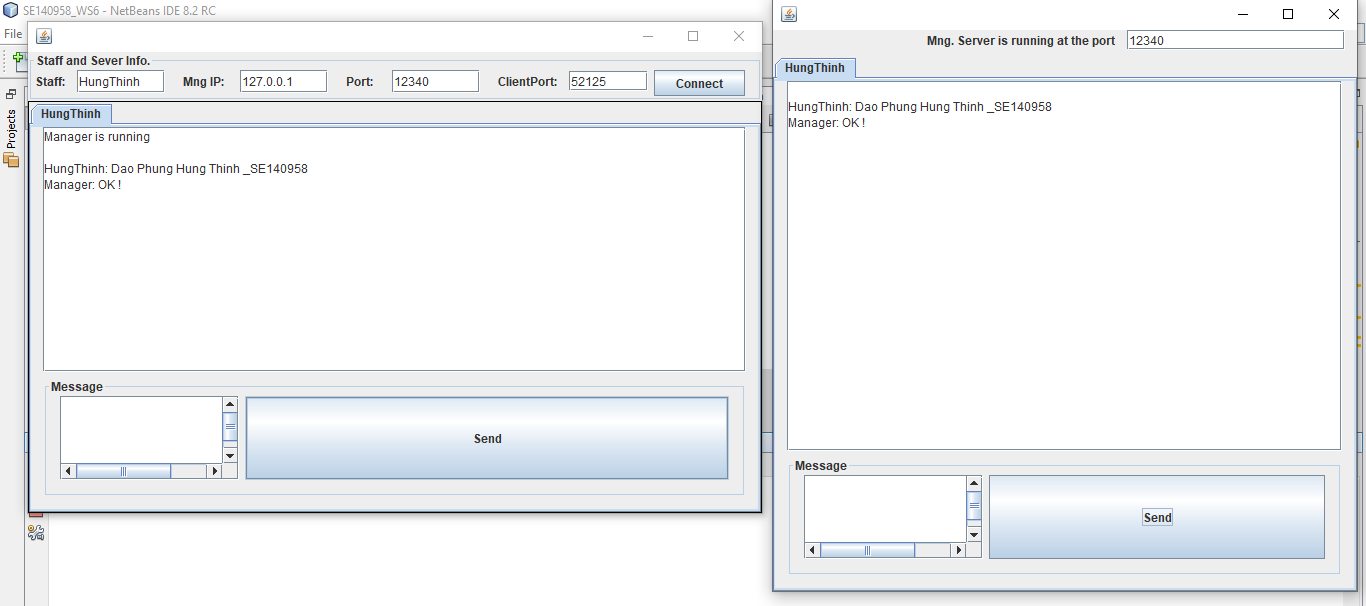 SE140958_WS6 - NetBeans IDE 8.2 RC
File
Projects
Staff and Sever Info.
Staff: HungThinh Mng IP: 127.0.0.1 Port: 12340 ClientPort: 52125 Connect
HungThinh
Manager is running
HungThinh: Dao Phung Hung Thinh _SE140958
Manager: OK !
Message
Send
Mng. Server is running at the port 12340
HungThinh
HungThinh: Dao Phung Hung Thinh _SE140958
Manager: OK !
Message
Send